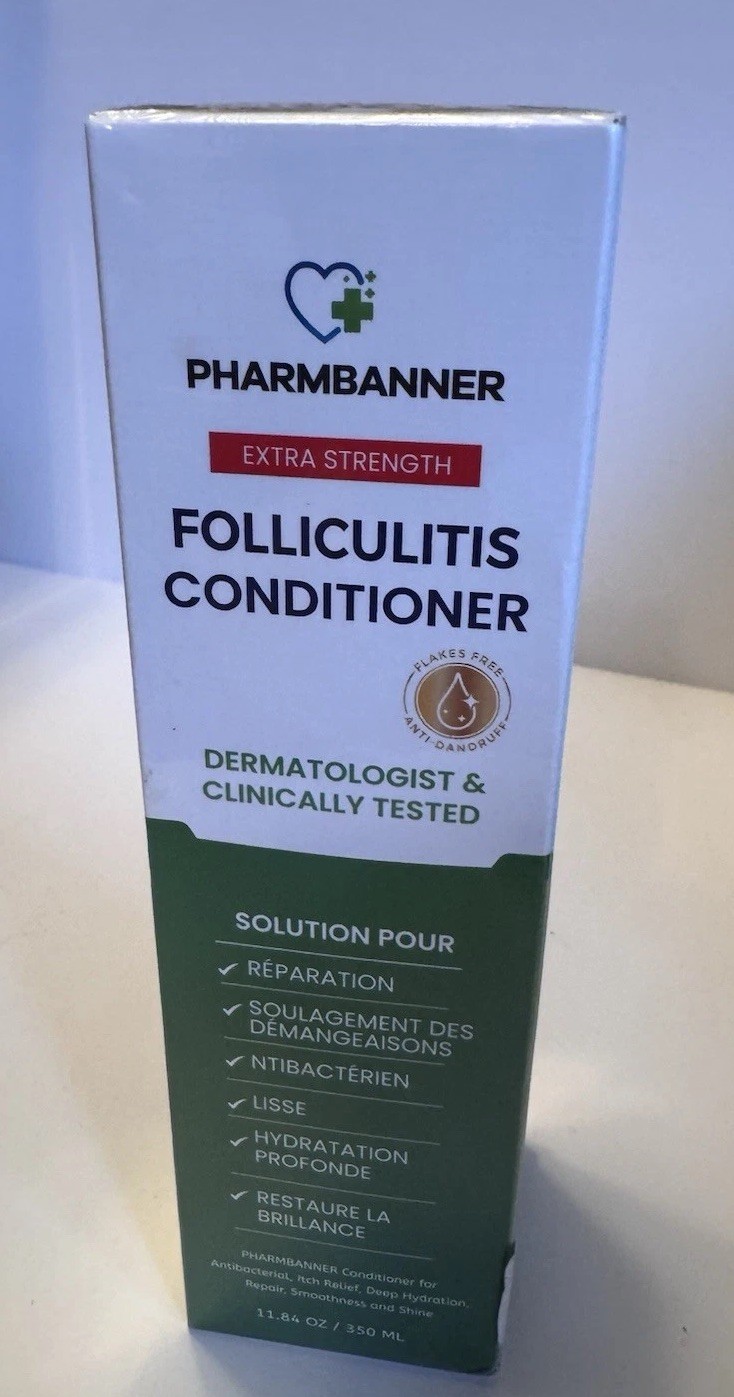 PHARMBANNER
EXTRA STRENGTH
FOLLICULITIS
CONDITIONER
FLAKES FREE
ANTI-DANDRUFF
DERMATOLOGIST &
CLINICALLY TESTED
SOLUTION POUR
RÉPARATION
SOULAGEMENT DES
DÉMANGEAISONS
NTIBACTÉRIEN
LISSE
HYDRATATION
PROFONDE
RESTAURE LA
BRILLANCE
PHARMBANNER Conditioner for
Antibacterial, Itch Relief, Deep Hydration,
Repair, Smoothness and Shine
11.84 OZ / 350 ML